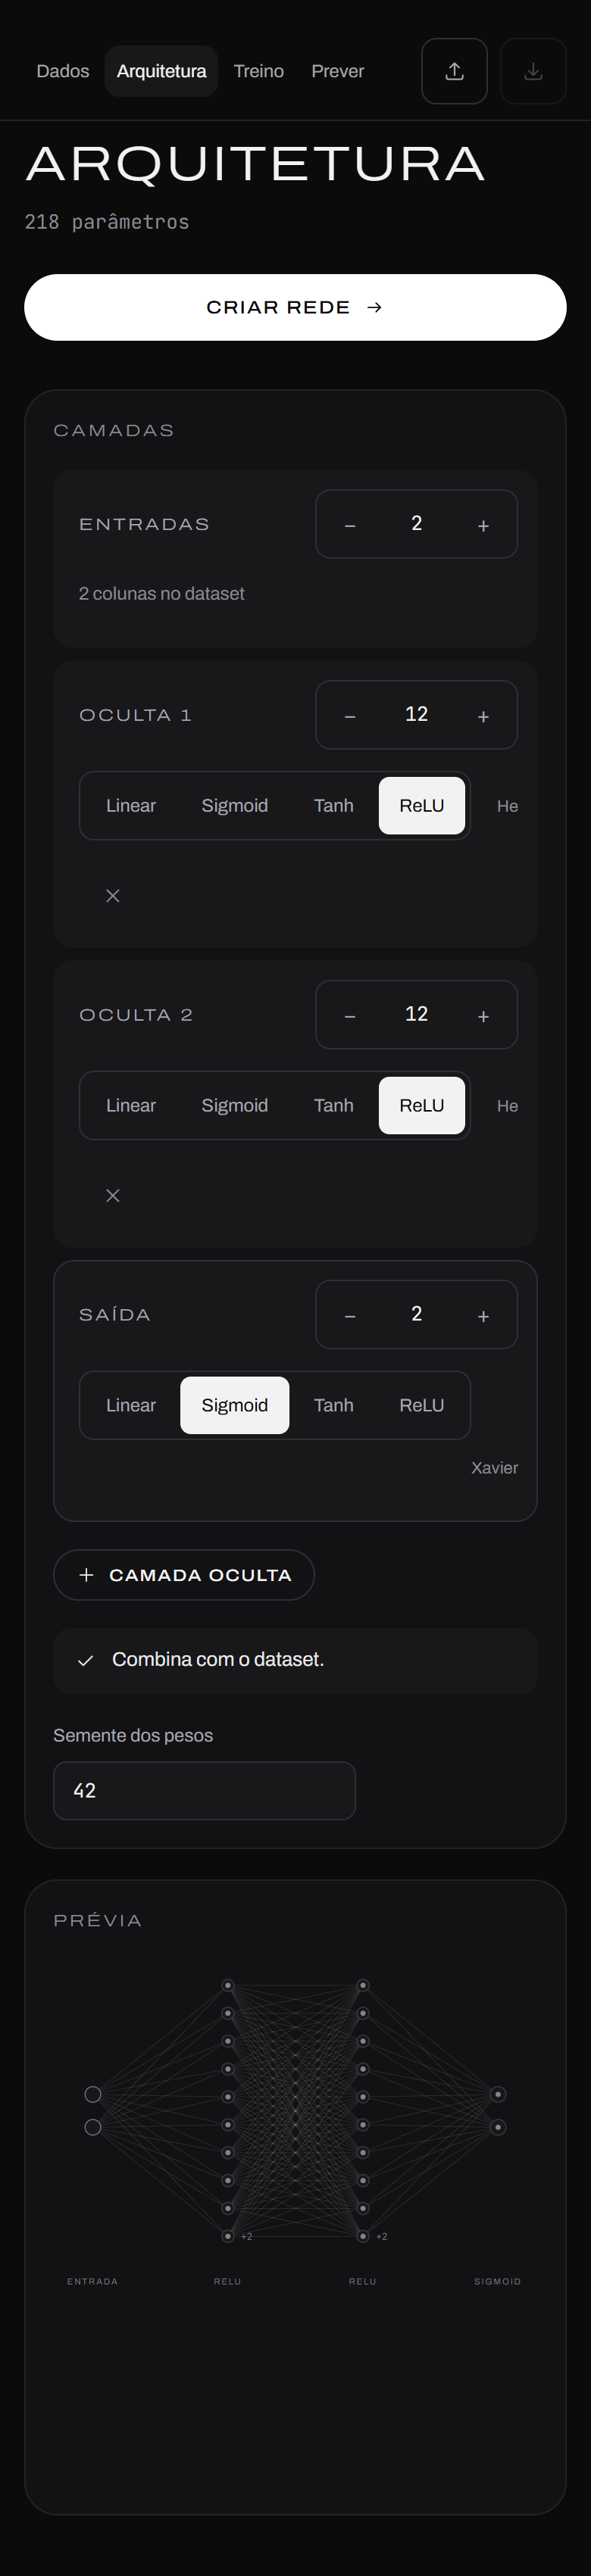 Dados Arquitetura Treino Prever
ARQUITETURA
218 parâmetros
CRIAR REDE →
CAMADAS
ENTRADAS − 2 +
2 colunas no dataset
OCULTA 1 − 12 +
Linear Sigmoid Tanh ReLU He
OCULTA 2 − 12 +
Linear Sigmoid Tanh ReLU He
SAÍDA − 2 +
Linear Sigmoid Tanh ReLU
Xavier
+ CAMADA OCULTA
Combina com o dataset.
Semente dos pesos
42
PRÉVIA
+2 +2
ENTRADA RELU RELU SIGMOID